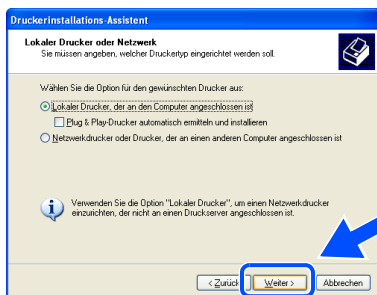 Druckerinstallations-Assistent
Lokaler Drucker oder Netzwerk
Sie müssen angeben, welcher Druckertyp eingerichtet werden soll.
Wählen Sie die Option für den gewünschten Drucker aus:
Lokaler Drucker, der an den Computer angeschlossen ist
Plug & Play-Drucker automatisch ermitteln und installieren
Netzwerkdrucker oder Drucker, der an einen anderen Computer angeschlossen ist
Verwenden Sie die Option "Lokaler Drucker", um einen Netzwerkdrucker
einzurichten, der nicht an einen Druckserver angeschlossen ist.
< Zurück Weiter > Abbrechen